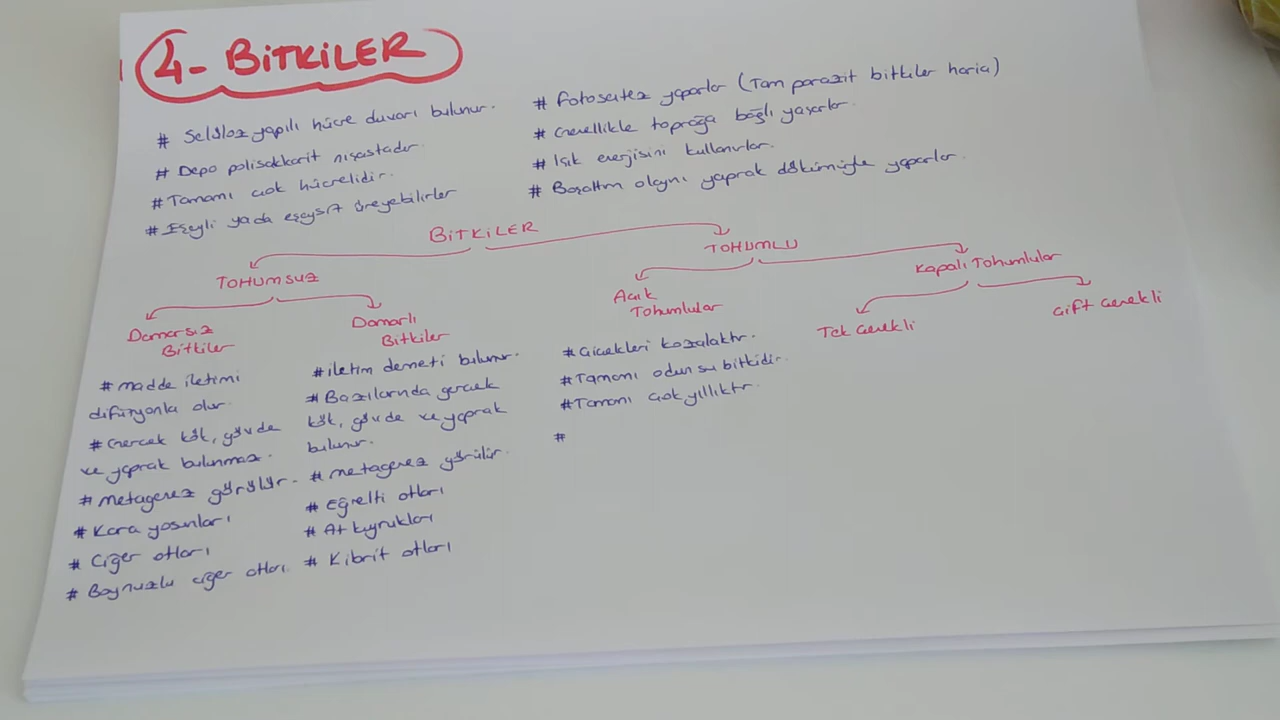 4- BİTKİLER
# Selüloz yapılı hücre duvarı bulunur.
# Depo polisakkarit nişastadır.
# Tamamı çok hücrelidir.
# Eşeyli yada eşeysiz üreyebilirler
# Fotosentez yaparlar (Tam parazit bitkiler hariç)
# Genellikle toprağa bağlı yaşarlar.
# Işık enerjisini kullanırlar.
# Boşaltım olayını yaprak dökümüyle yaparlar.
BİTKİLER
TOHUMSUZ
TOHUMLU
Damarsız
Bitkiler
# madde iletimi
difüzyonla olur.
# Gerçek kök, gövde
ve yaprak bulunmaz.
# metagenez görülür.
# Kara yosunları
# Ciğer otları
# Boynuzlu ciğer otları
Damarlı
Bitkiler
# iletim demeti bulunur.
# Bazılarında gerçek
kök, gövde ve yaprak
bulunur.
# metagenez görülür.
# Eğrelti otları
# At kuyrukları
# Kibrit otları
Açık
Tohumlular
# Çiçekleri kozalaktır.
# Tamamı odunsu bitkidir.
# Tamamı çok yıllıktır.
#
Kapalı Tohumlular
Tek Çenekli
Çift Çenekli